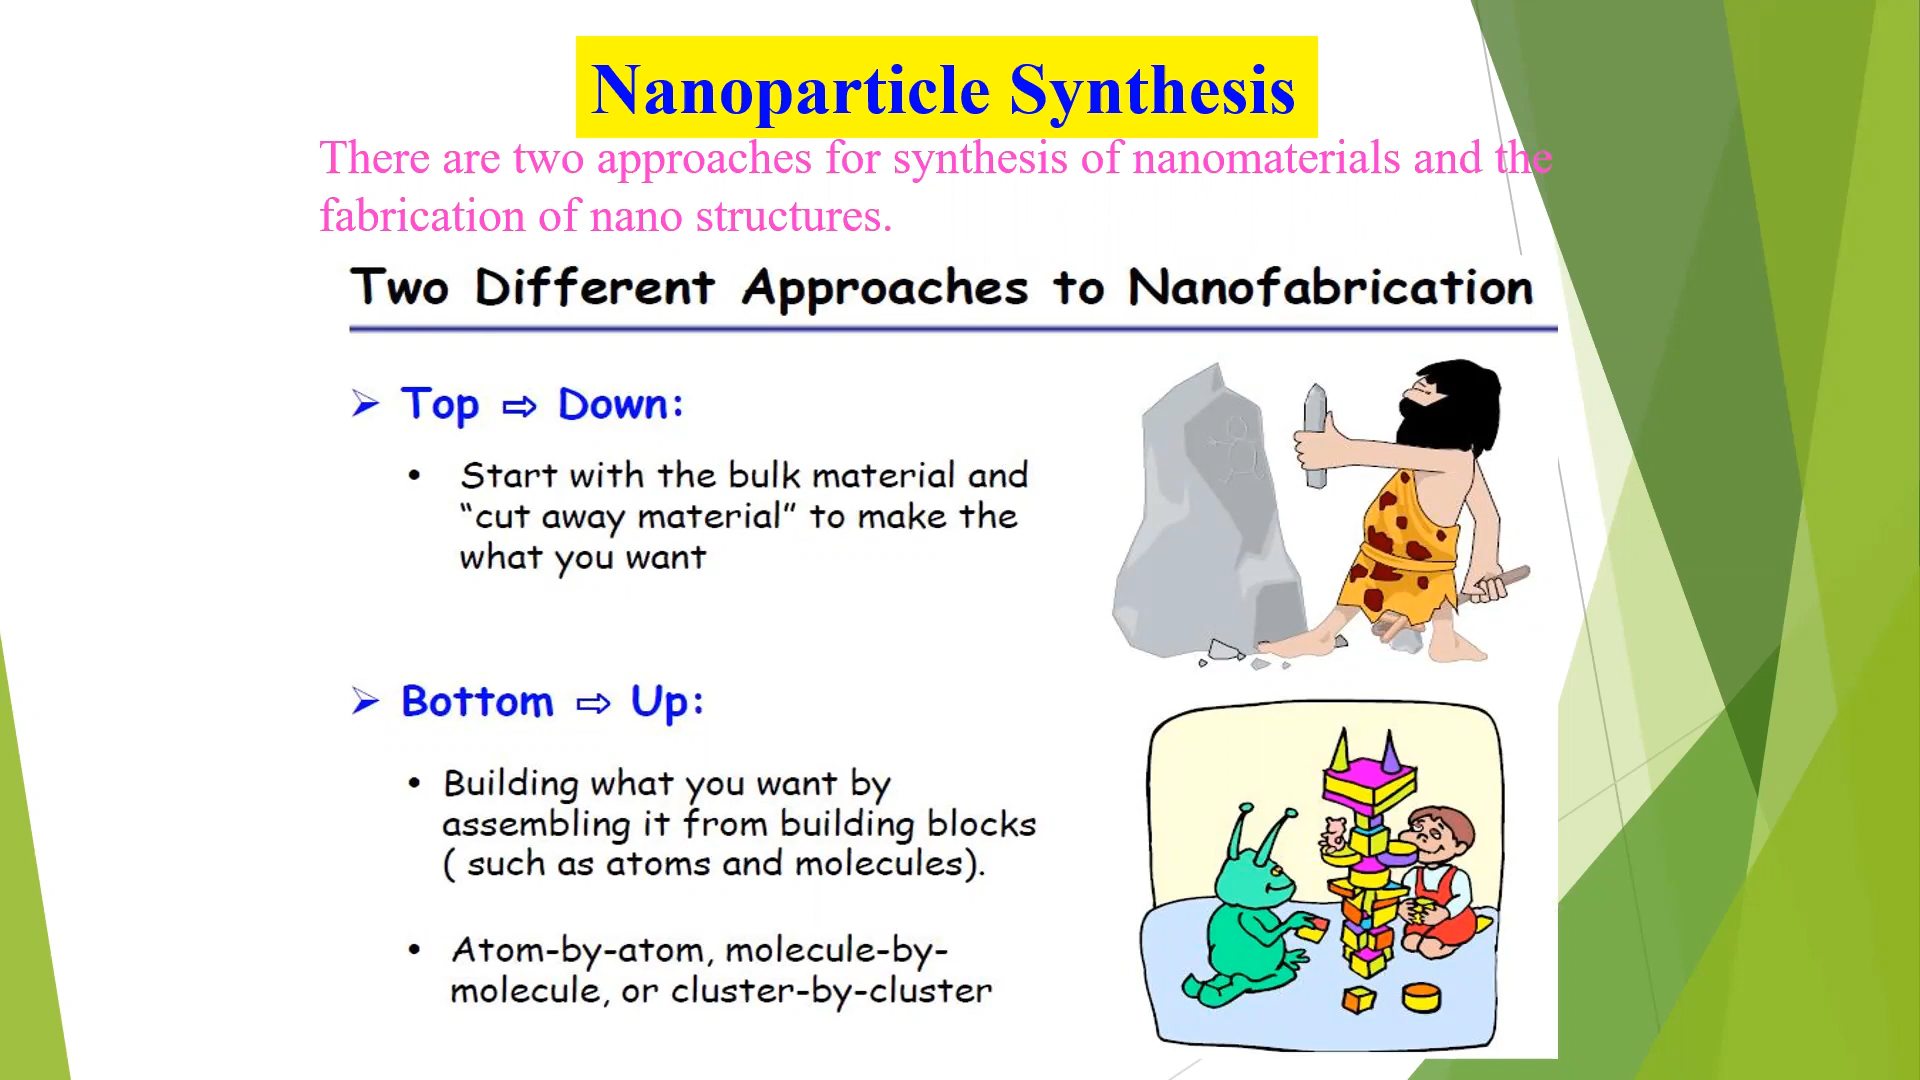 Nanoparticle Synthesis
There are two approaches for synthesis of nanomaterials and the
fabrication of nano structures.
Two Different Approaches to Nanofabrication
➢ Top ⇨ Down:
• Start with the bulk material and
“cut away material” to make the
what you want
➢ Bottom ⇨ Up:
• Building what you want by
assembling it from building blocks
( such as atoms and molecules).
• Atom-by-atom, molecule-by-
molecule, or cluster-by-cluster